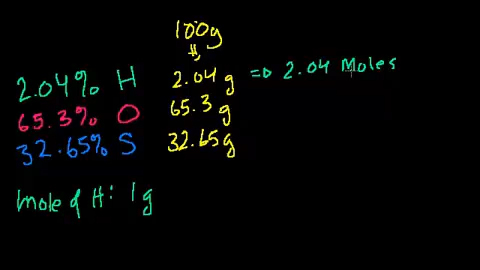 100g
H,
2.04% H 2.04 g => 2.04 Moles
65.3% O 65.3 g
32.65% S 32.65g
mole of H: 1g